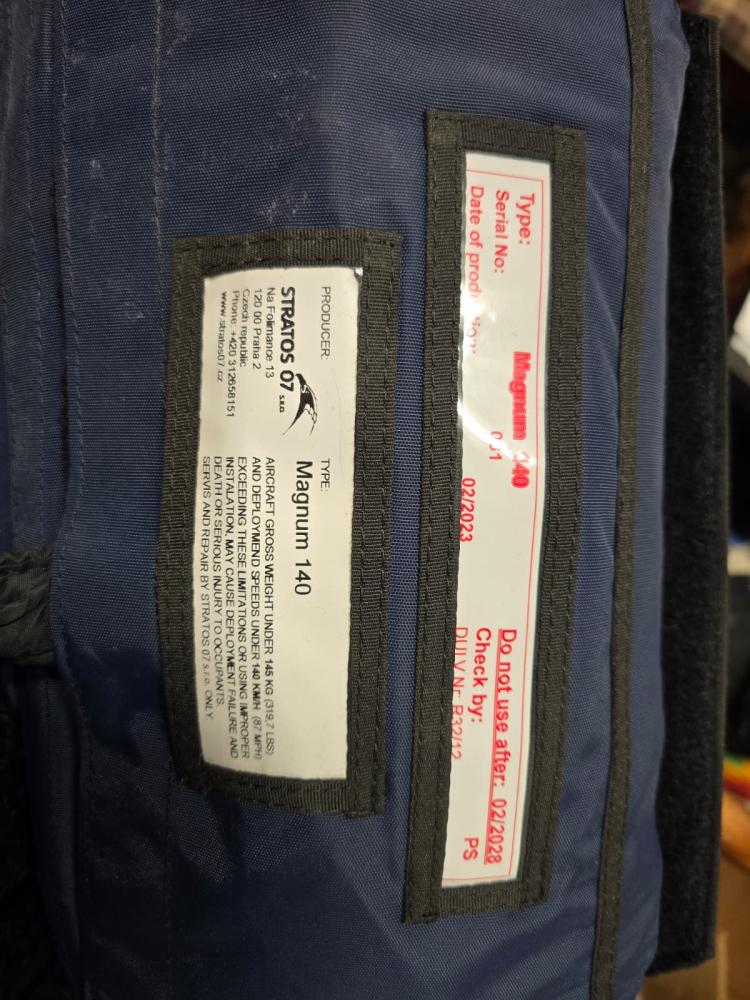 Type: Magnum 140
Serial No:
Date of 02/2023
Do not use after: 02/2028
Check by: PS
DULV Nr. R32/12
PRODUCER:
STRATOS 07 s.r.o.
Na Folimance 13
120 00 Praha 2
Czech republic
Phone: +420 312658151
www.stratos07.cz
TYPE:
Magnum 140
AIRCRAFT GROSS WEIGHT UNDER 145 KG (319,7 LBS)
AND DEPLOYMEND SPEEDS UNDER 140 KM/H (87 MPH)
EXCEEDING THESE LIMITATIONS OR USING IMPROPER
INSTALATION, MAY CAUSE DEPLOYMENT FAILURE AND
DEATH OR SERIOUS INJURY TO OCCUPANTS.
SERVIS AND REPAIR BY STRATOS 07 s.r.o. ONLY.